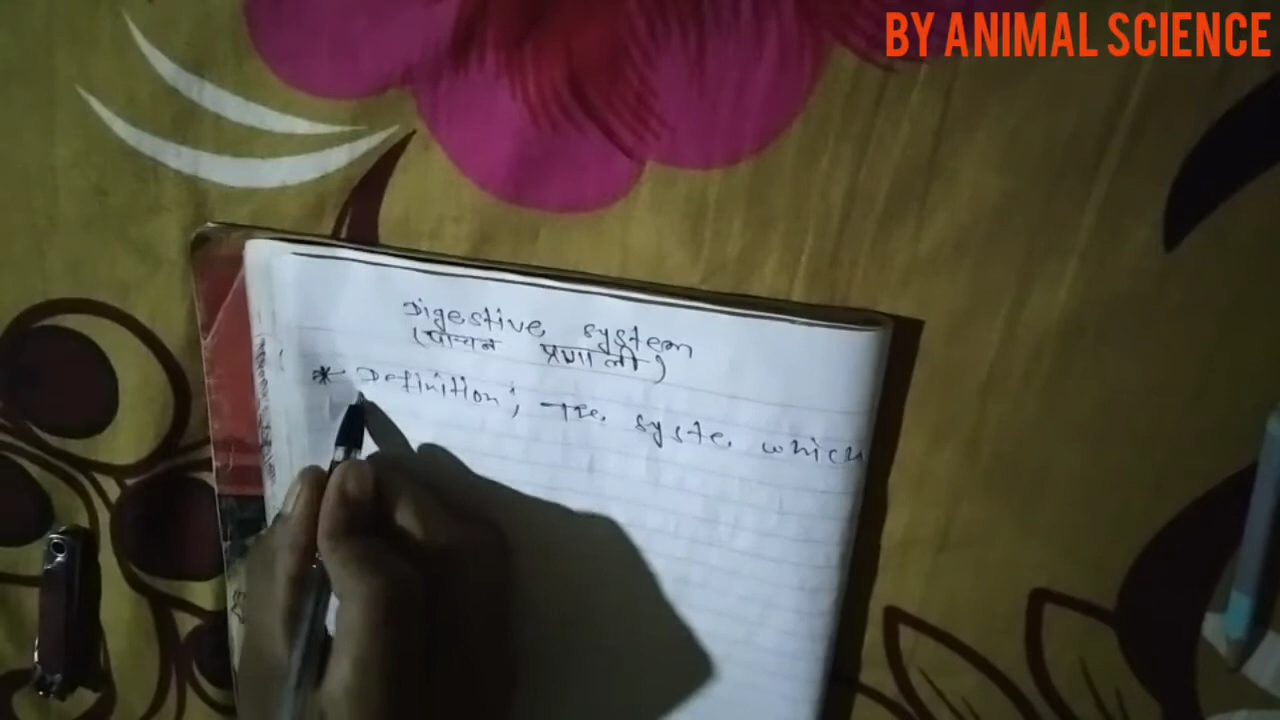 BY ANIMAL SCIENCE
Digestive system
(पाचन प्रणाली)
* Definition; The syste which